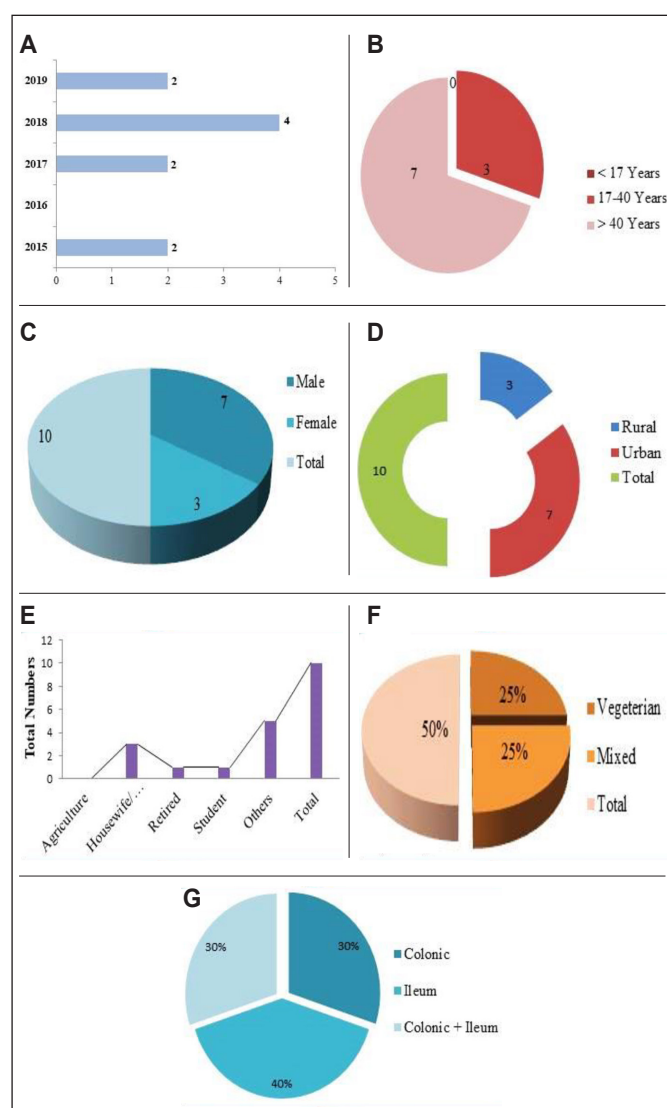 A
2019
2
2018
4
2017
2
2016
2015
2
0 1 2 3 4 5
B
0
7
3
< 17 Years
17-40 Years
> 40 Years
C
7
10
3
Male
Female
Total
D
3
10
7
Rural
Urban
Total
E
Total Numbers
12
10
8
6
4
2
0
Agriculture
Housewife/…
Retired
Student
Others
Total
F
25%
50%
25%
Vegeterian
Mixed
Total
G
30%
30%
40%
Colonic
Ileum
Colonic + Ileum